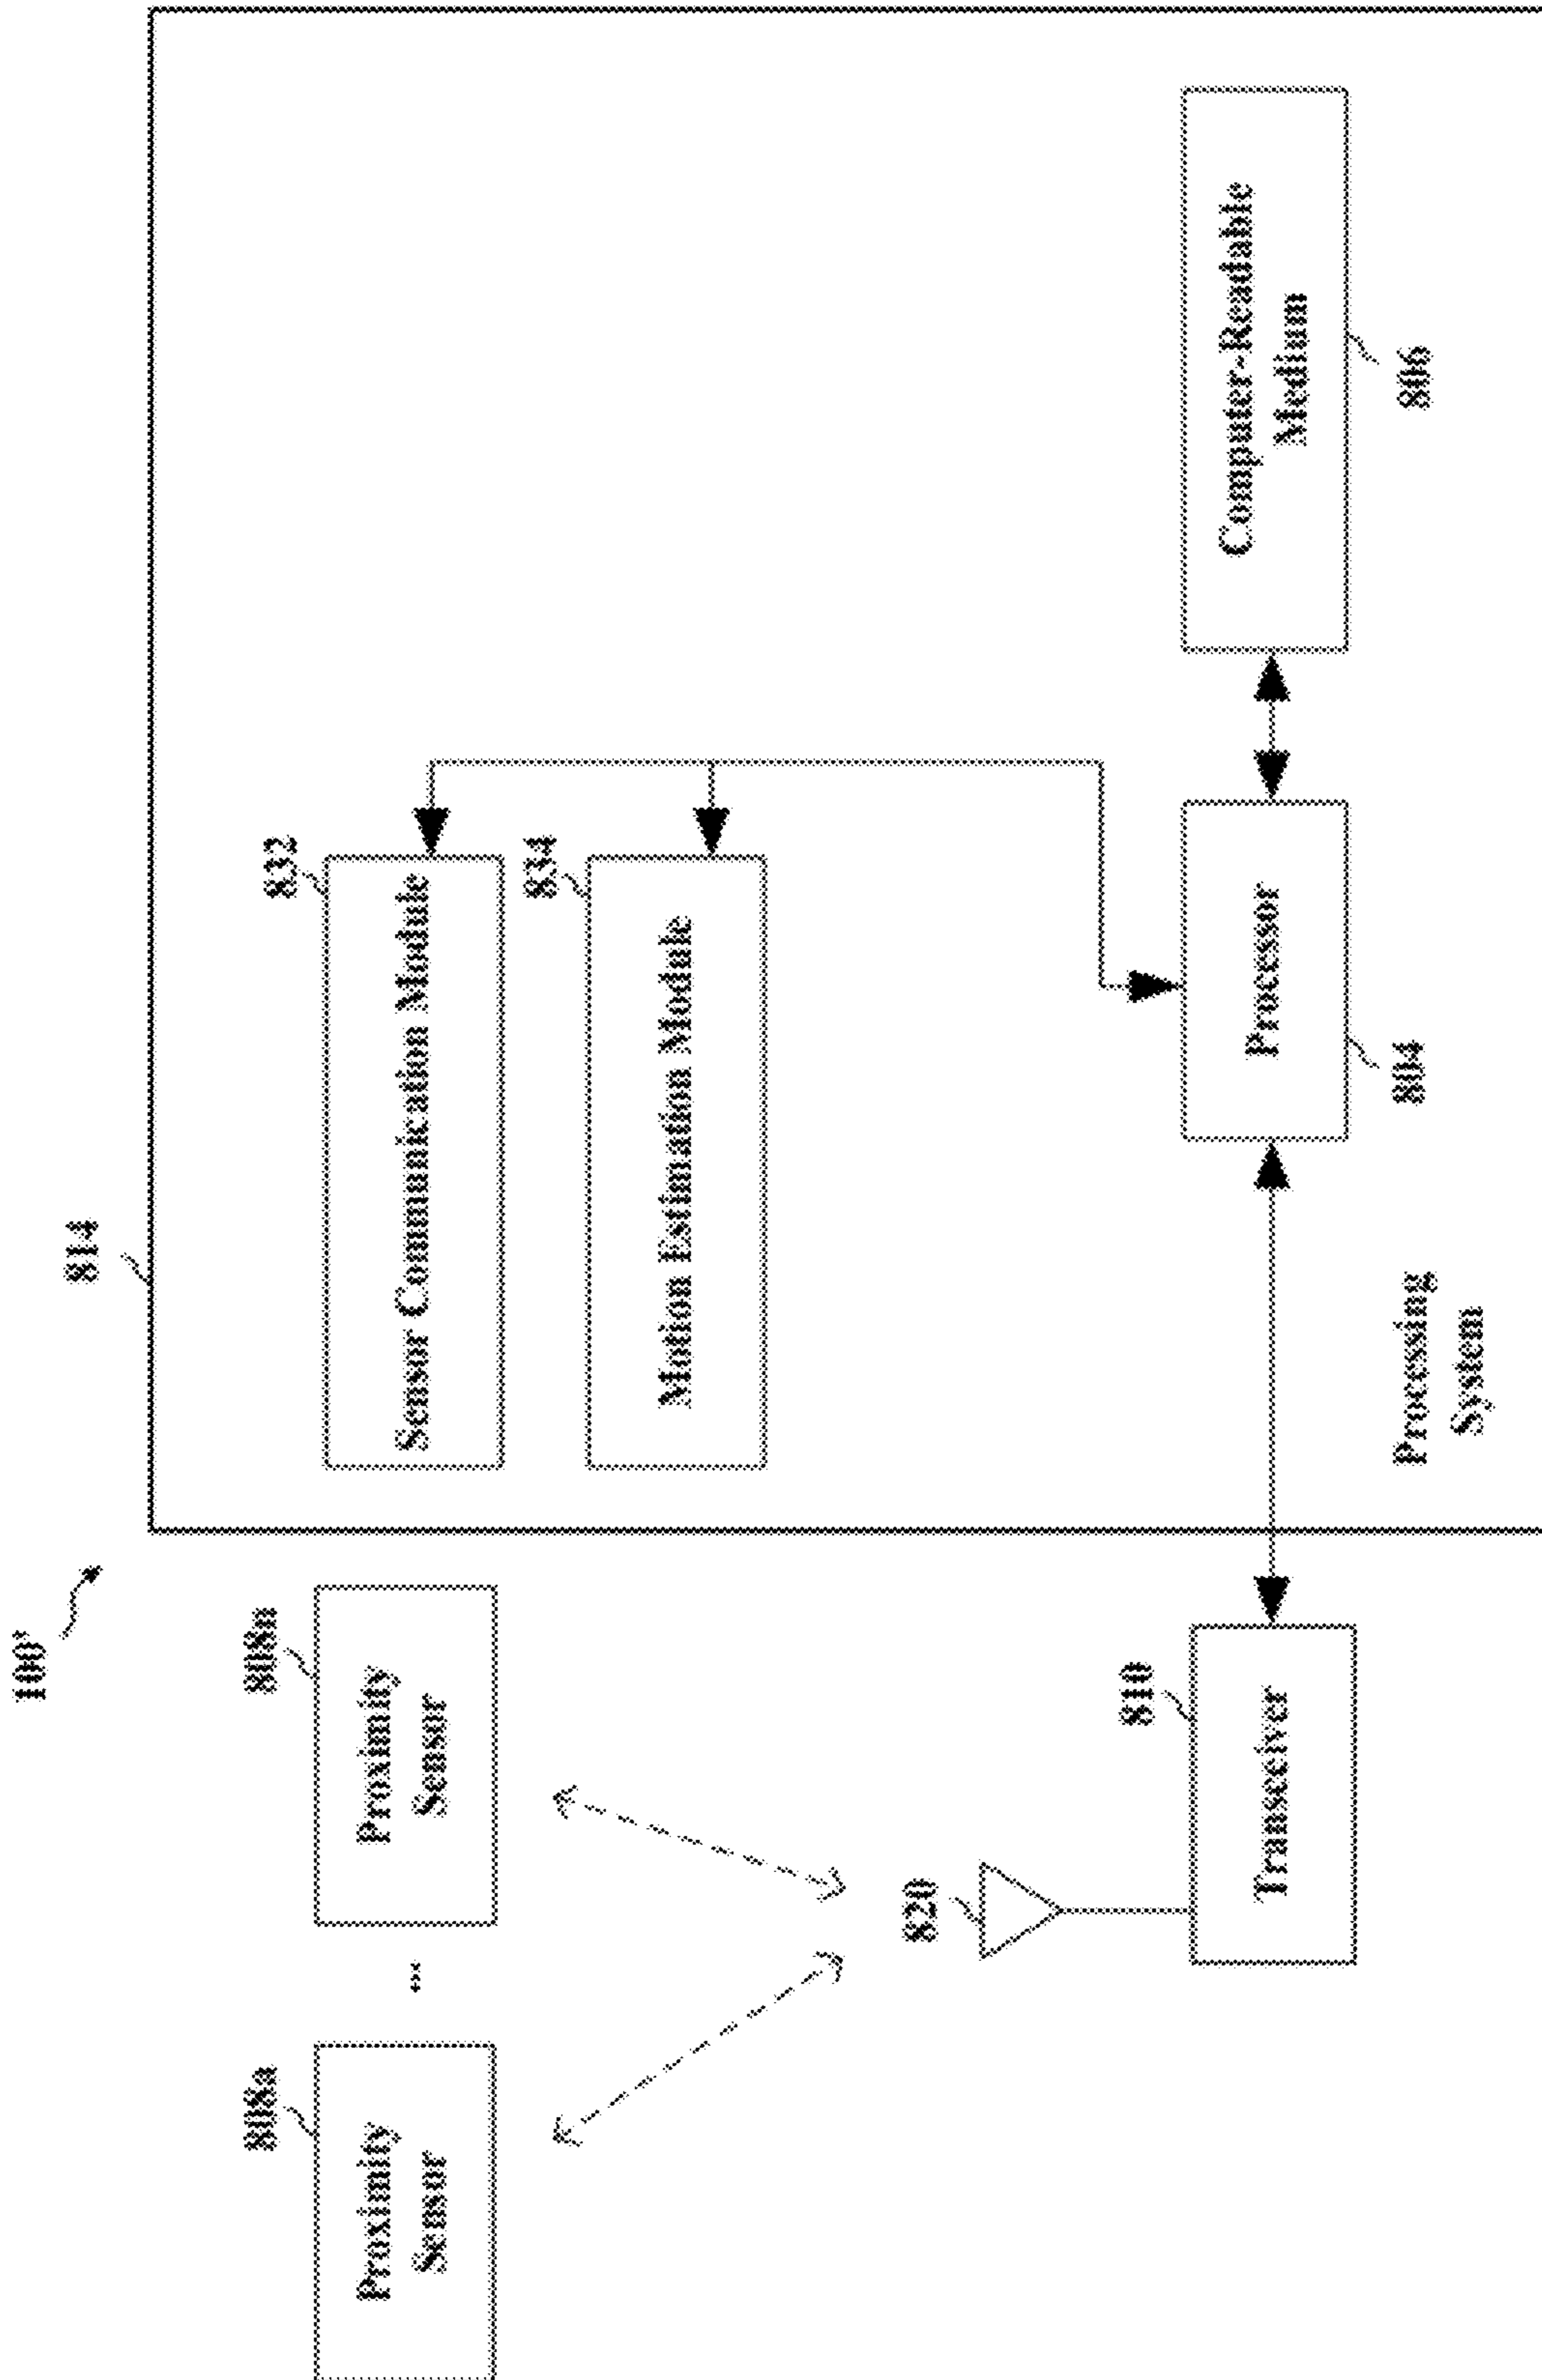 100'
814
808a
Proximity
Sensor
...
808n
Proximity
Sensor
832
Sensor Communication Module
834
Motion Estimation Module
820
810
Transceiver
Processor
804
Computer-Readable
Medium
806
Processing
System